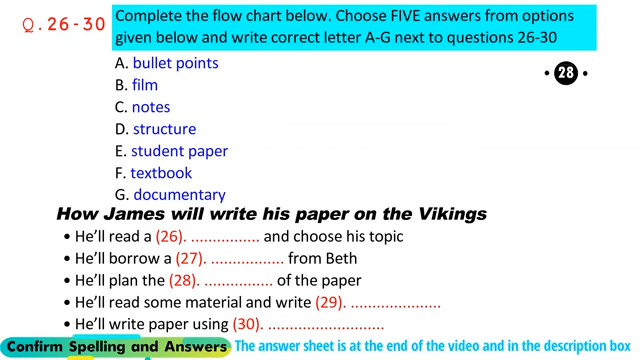 Q.26-30
Complete the flow chart below. Choose FIVE answers from options
given below and write correct letter A-G next to questions 26-30
A. bullet points
• 28 •
B. film
C. notes
D. structure
E. student paper
F. textbook
G. documentary
How James will write his paper on the Vikings
• He'll read a (26). ................ and choose his topic
• He'll borrow a (27). ................. from Beth
• He'll plan the (28). ................ of the paper
• He'll read some material and write (29). .....................
• He'll write paper using (30). ...........................
Confirm Spelling and Answers The answer sheet is at the end of the video and in the description box